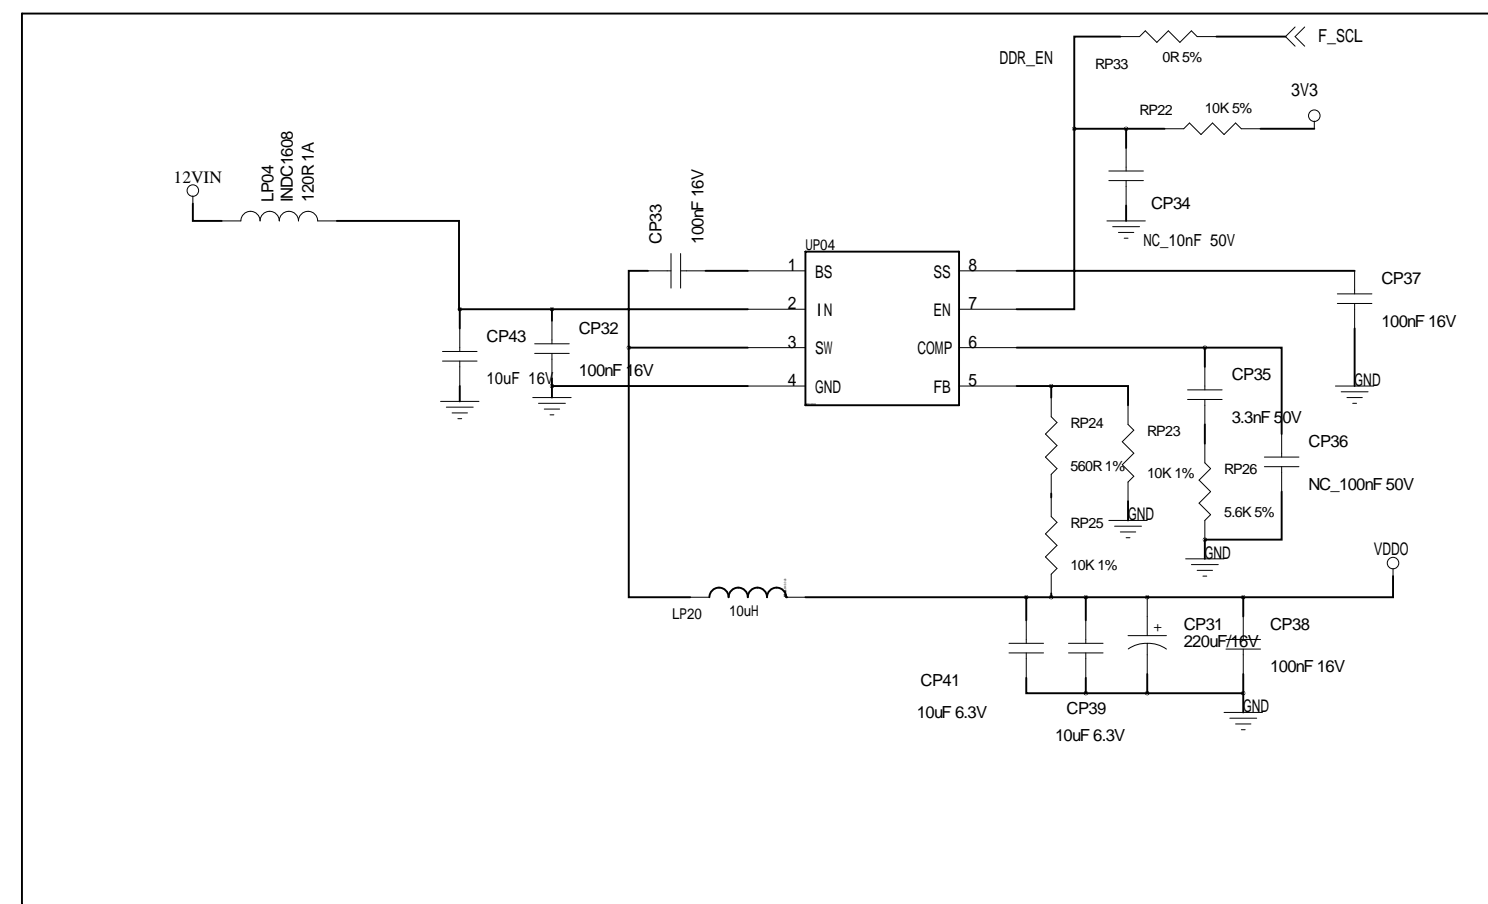 F_SCL
DDR_EN
RP33
0R 5%
3V3
RP22
10K 5%
LP04
INDC1608
120R 1A
12VIN
CP33
100nF 16V
CP34
NC_10nF 50V
UP04
1
BS
SS
8
CP37
2
IN
EN
7
100nF 16V
CP43
CP32
3
SW
COMP
6
10uF 16V
100nF 16V
4
GND
FB
5
GND
CP35
3.3nF 50V
RP24
RP23
CP36
560R 1%
10K 1%
RP26
NC_100nF 50V
RP25
GND
5.6K 5%
10K 1%
GND
VDDO
LP20
10uH
CP31
220uF/16V
CP38
100nF 16V
CP41
10uF 6.3V
CP39
10uF 6.3V
GND